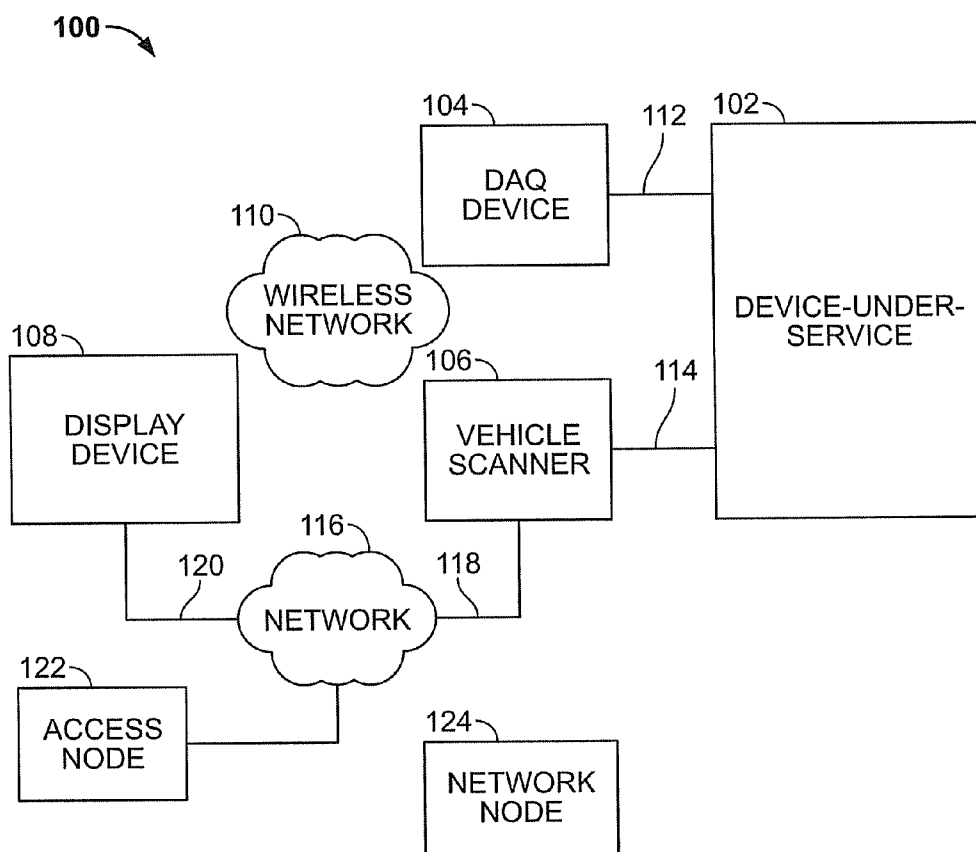 100
104
102
112
DAQ
DEVICE
110
WIRELESS
NETWORK
DEVICE-UNDER-
SERVICE
108
106
114
DISPLAY
DEVICE
VEHICLE
SCANNER
116
120
118
NETWORK
122
ACCESS
NODE
124
NETWORK
NODE